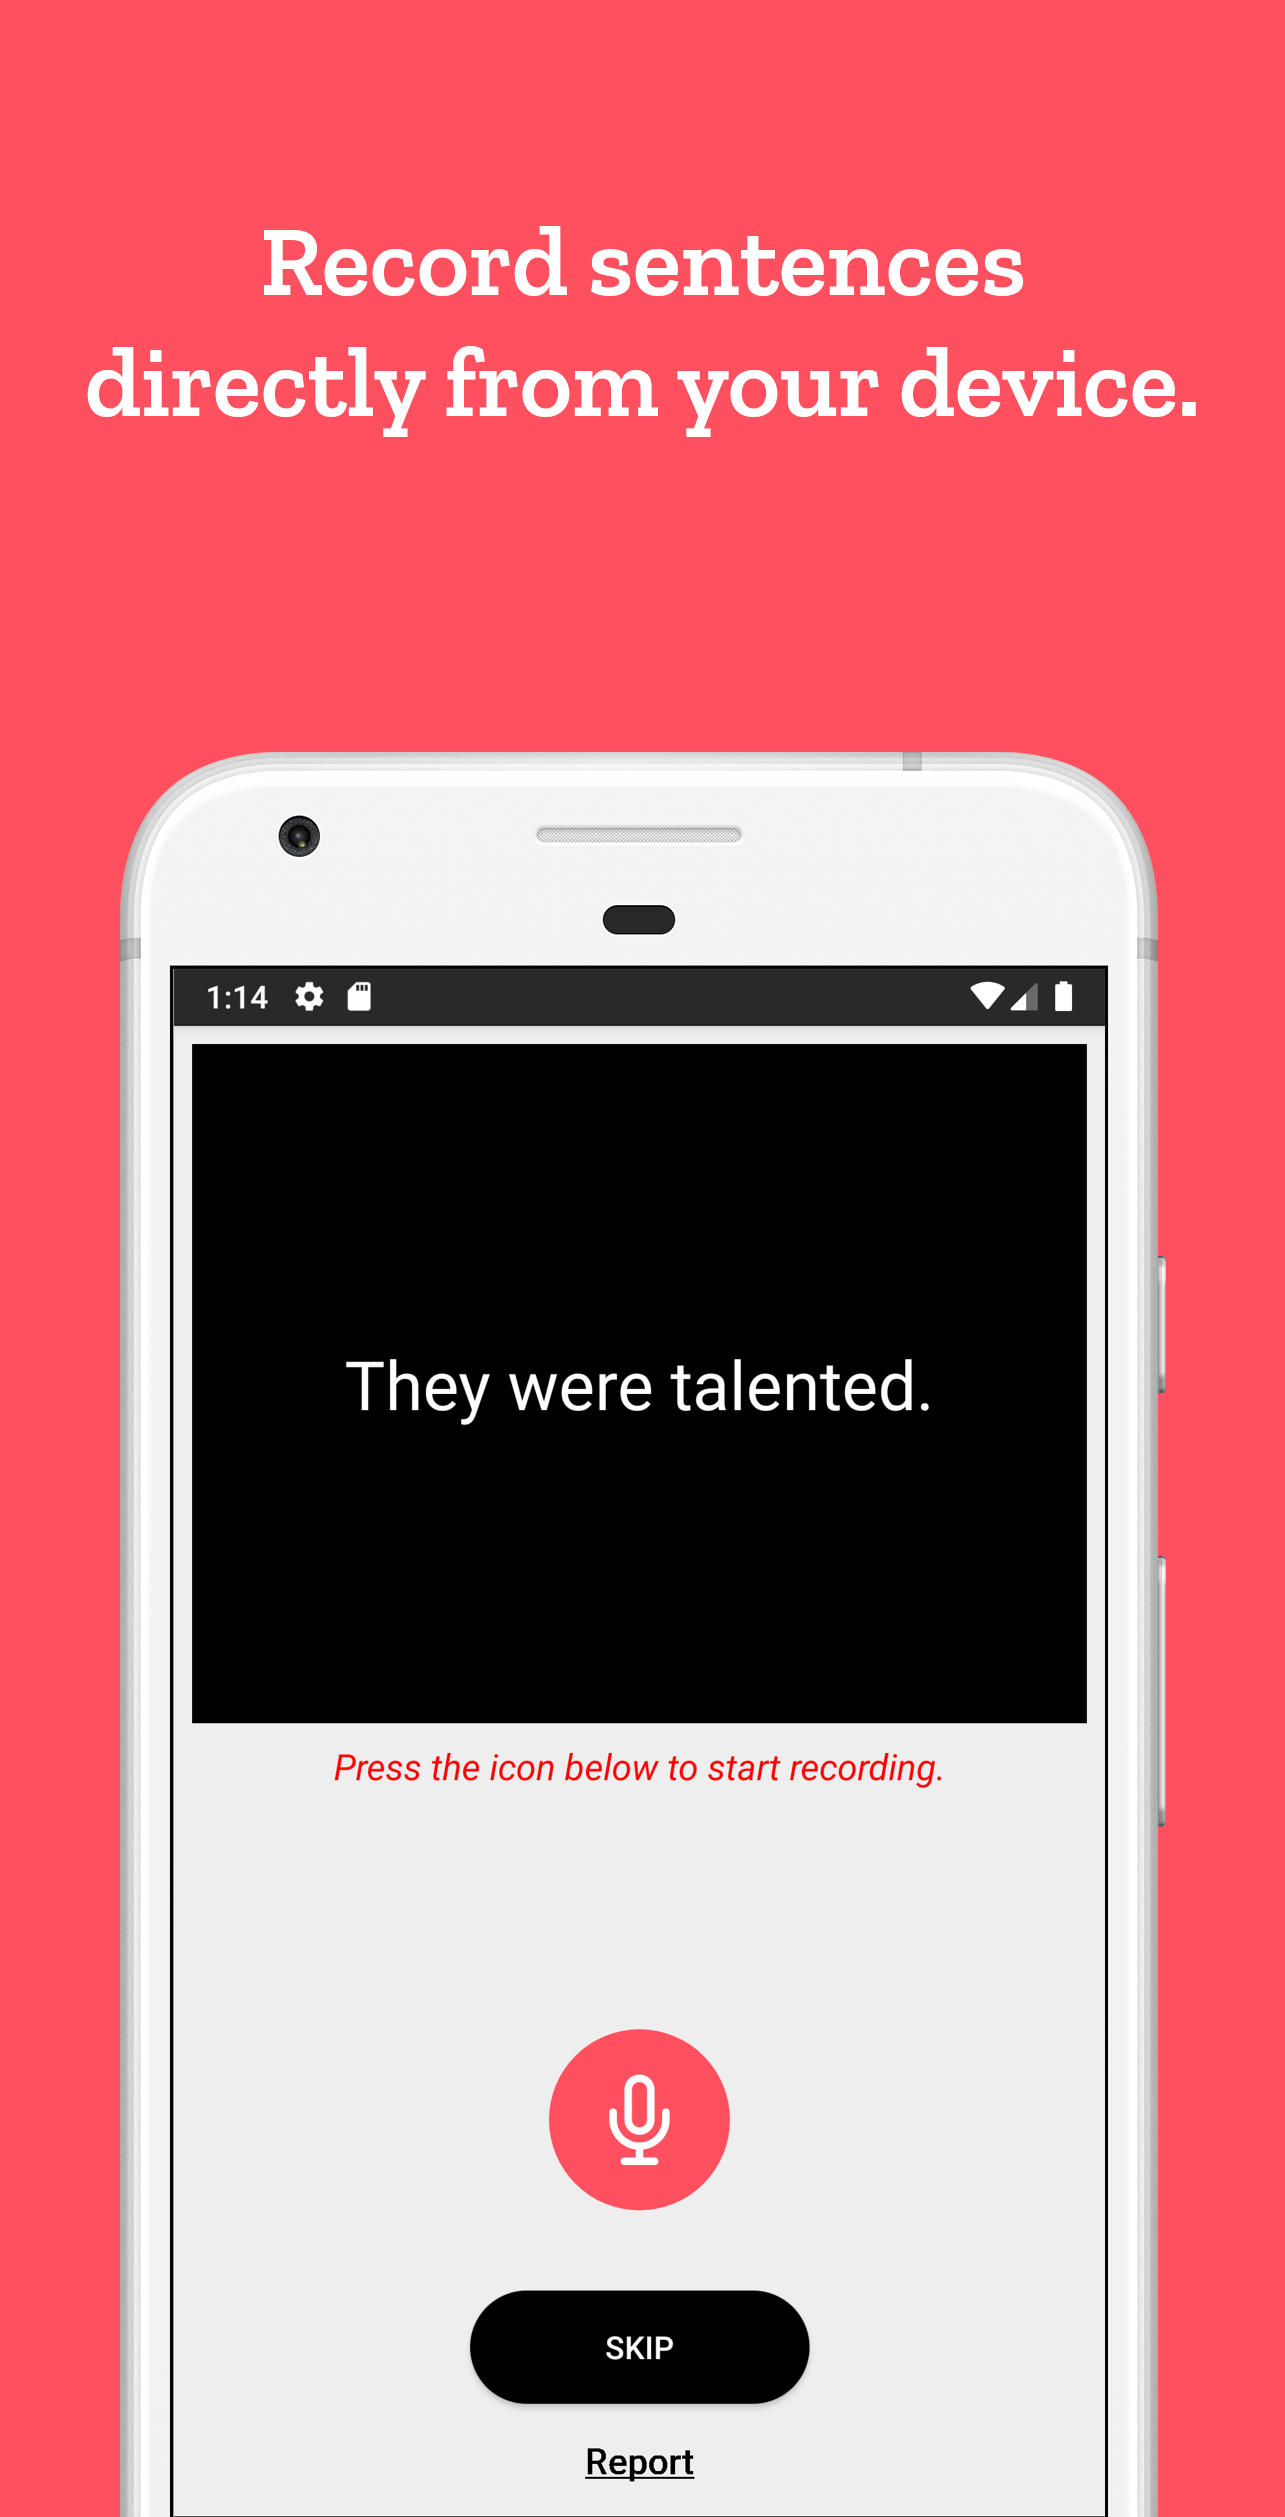 Record sentences
directly from your device.
1:14
They were talented.
Press the icon below to start recording.
SKIP
Report